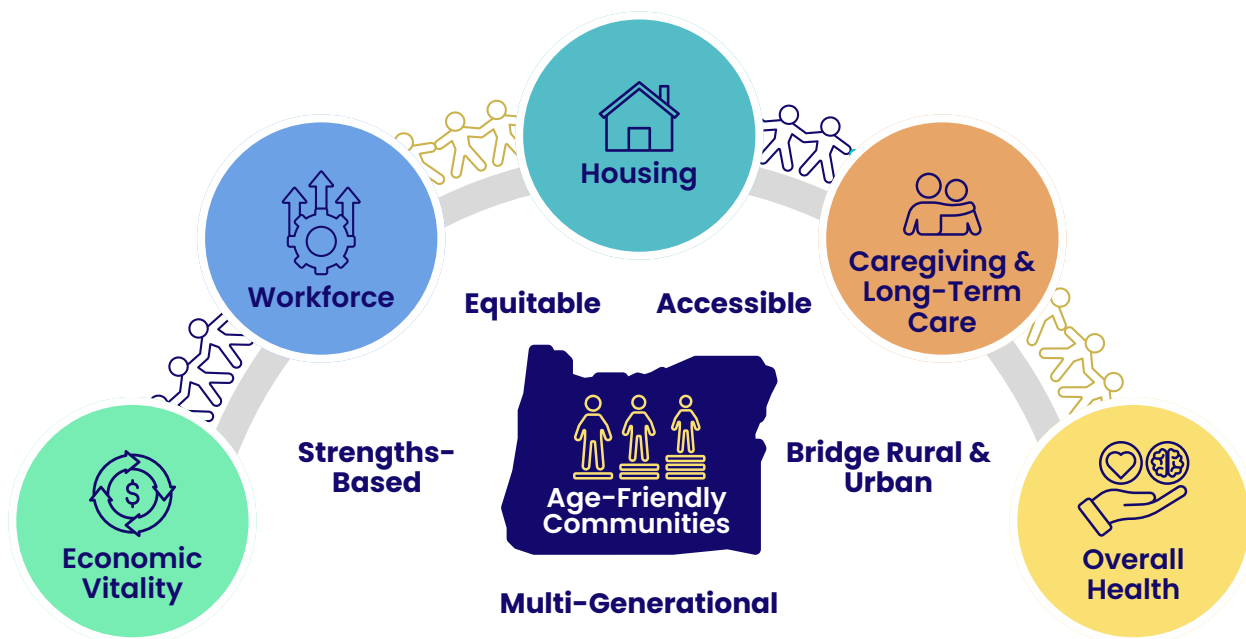 Housing
Workforce
Caregiving &
Long-Term
Care
Equitable
Accessible
Strengths-
Based
$
Age-Friendly
Communities
Bridge Rural &
Urban
Economic
Vitality
Overall
Health
Multi-Generational